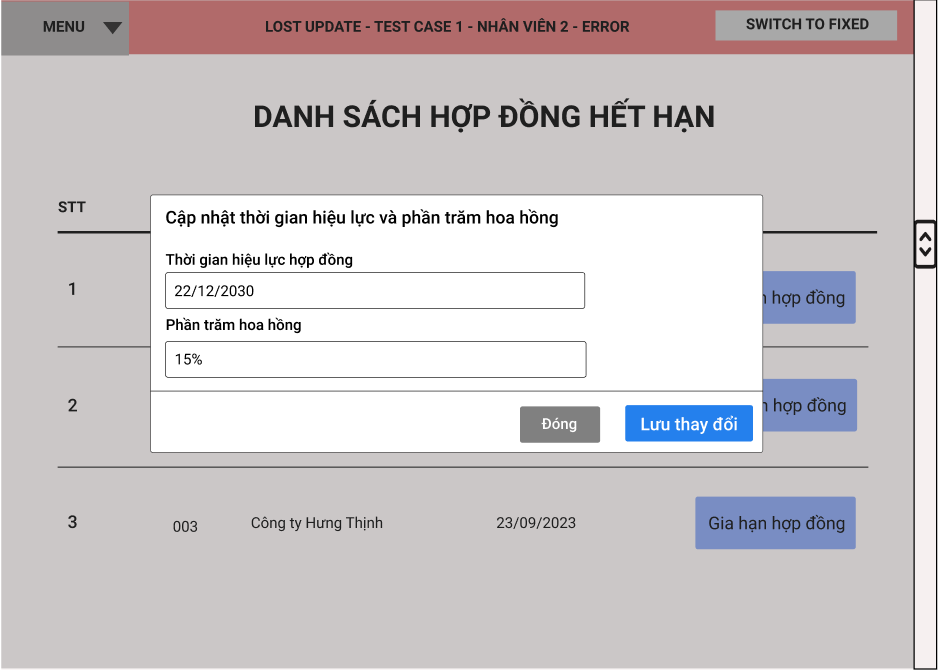 MENU
LOST UPDATE - TEST CASE 1 - NHÂN VIÊN 2 - ERROR
SWITCH TO FIXED
DANH SÁCH HỢP ĐỒNG HẾT HẠN
STT
Cập nhật thời gian hiệu lực và phần trăm hoa hồng
Thời gian hiệu lực hợp đồng
22/12/2030
1
hợp đồng
Phần trăm hoa hồng
15%
2
hợp đồng
Đóng
Lưu thay đổi
3
003
Công ty Hưng Thịnh
23/09/2023
Gia hạn hợp đồng